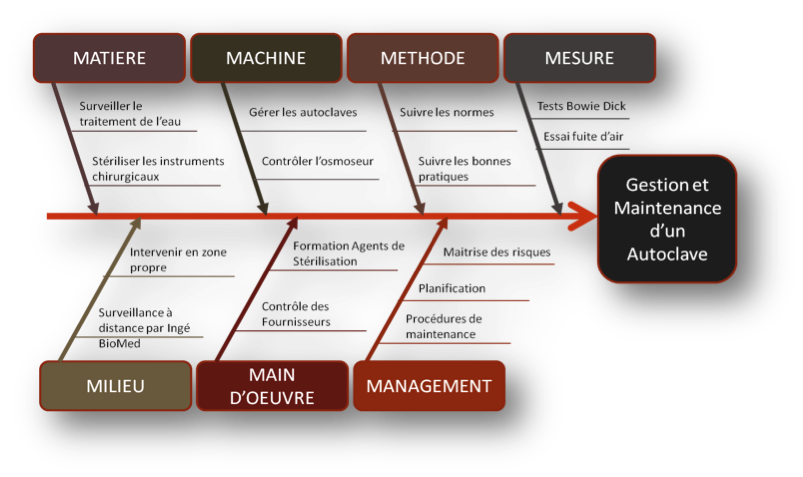 MATIERE
MACHINE
METHODE
MESURE
Surveiller le
traitement de l'eau
Stériliser les instruments
chirurgicaux
Gérer les autoclaves
Contrôler l'osmoseur
Suivre les normes
Suivre les bonnes
pratiques
Tests Bowie Dick
Essai fuite d'air
Gestion et
Maintenance
d'un
Autoclave
Intervenir en zone
propre
Surveillance à
distance par Ingé
BioMed
Formation Agents de
Stérilisation
Contrôle des
Fournisseurs
Maitrise des risques
Planification
Procédures de
maintenance
MILIEU
MAIN
D'OEUVRE
MANAGEMENT